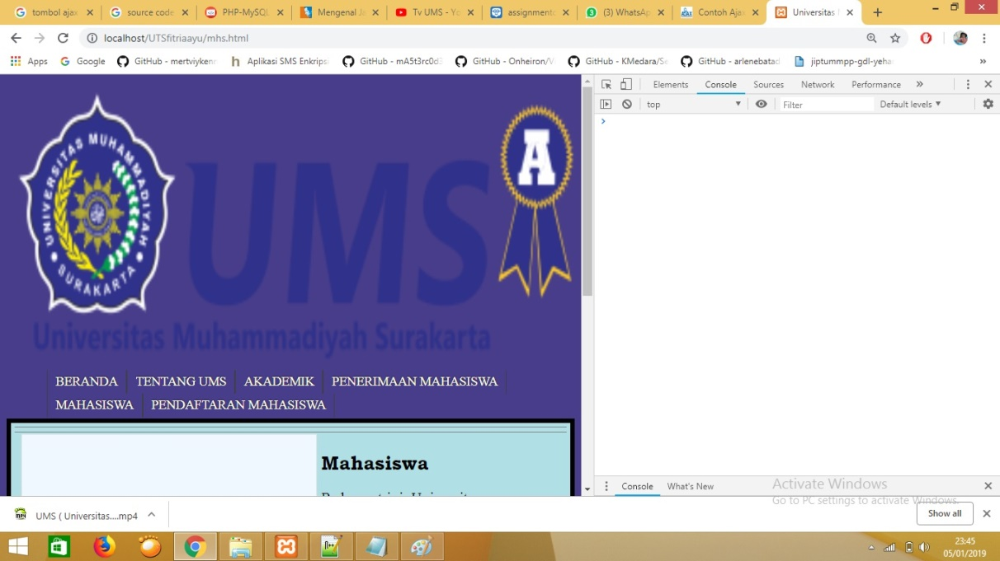 tombol ajax
source code
PHP-MySQL
Mengenal Ja
Tv UMS - Yo
assignment
(3) WhatsAp
Contoh Ajax
Universitas
localhost/UTSfitriaayu/mhs.html
Apps
Google
GitHub - mertviyken
Aplikasi SMS Enkrips
GitHub - mA5t3rc0d3
GitHub - Onheiron/V
GitHub - KMedara/Se
GitHub - arlenebatad
jiptummpp-gdl-yeha
»
Elements
Console
Sources
Network
Performance
»
top
Filter
Default levels
UNIVERSITAS MUHAMMADIYAH
SURAKARTA
UMS
A
Universitas Muhammadiyah Surakarta
BERANDA
TENTANG UMS
AKADEMIK
PENERIMAAN MAHASISWA
MAHASISWA
PENDAFTARAN MAHASISWA
Mahasiswa
Console
What's New
Activate Windows
Go to PC settings to activate Windows.
UMS ( Universitas....mp4
Show all
23:45
05/01/2019